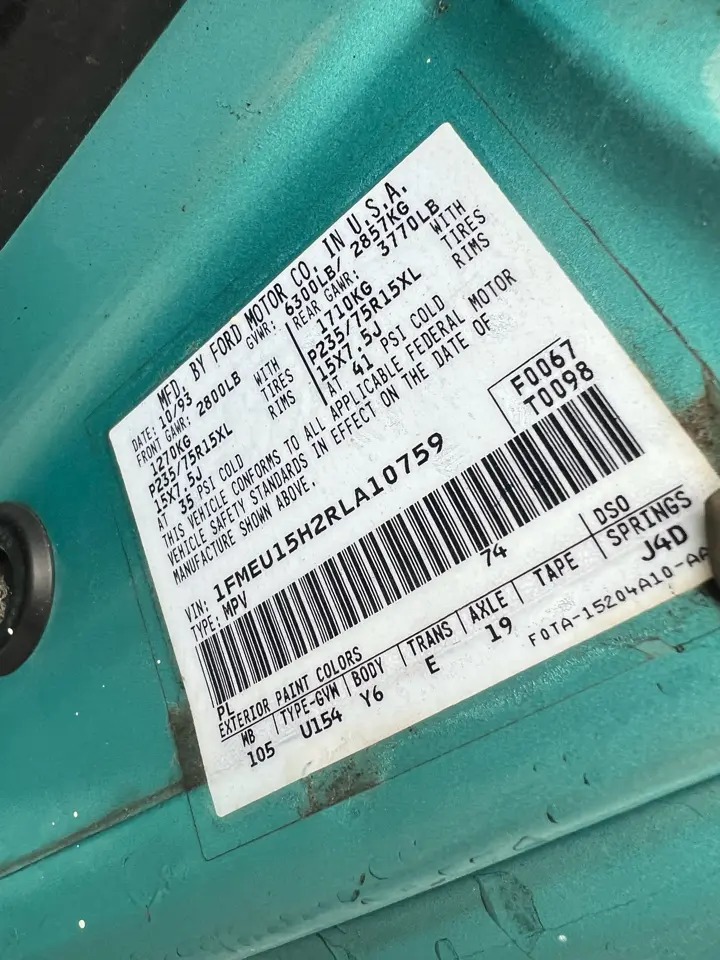 MFD. BY FORD MOTOR CO. IN U.S.A.
DATE: 10/93 GVWR: 6300LB/ 2857KG
FRONT GAWR: 2800LB REAR GAWR: 3770LB
1270KG WITH 1710KG WITH
P235/75R15XL TIRES P235/75R15XL TIRES
15X7.5J RIMS 15X7.5J RIMS
AT 35 PSI COLD AT 41 PSI COLD
THIS VEHICLE CONFORMS TO ALL APPLICABLE FEDERAL MOTOR
VEHICLE SAFETY STANDARDS IN EFFECT ON THE DATE OF
MANUFACTURE SHOWN ABOVE.
F0067
T0098
VIN: 1FMEU15H2RLA10759
TYPE: MPV
74
PL
EXTERIOR PAINT COLORS DSO
WB TYPE-GVW BODY TRANS AXLE TAPE SPRINGS
105 U154 Y6 E 19 J4D
F0TA-15204A10-AA